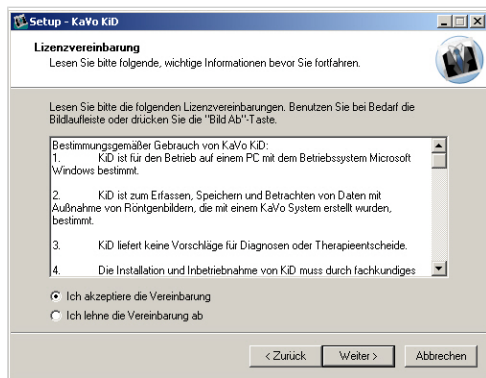 Setup - KaVo KiD
Lizenzvereinbarung
Lesen Sie bitte folgende, wichtige Informationen bevor Sie fortfahren.
Lesen Sie bitte die folgenden Lizenzvereinbarungen. Benutzen Sie bei Bedarf die
Bildlaufleiste oder drücken Sie die "Bild Ab"-Taste.
Bestimmungsgemäßer Gebrauch von KaVo KiD:
1. KiD ist für den Betrieb auf einem PC mit dem Betriebssystem Microsoft
Windows bestimmt.
2. KiD ist zum Erfassen, Speichern und Betrachten von Daten mit
Außnahme von Röntgenbildern, die mit einem KaVo System erstellt wurden,
bestimmt.
3. KiD liefert keine Vorschläge für Diagnosen oder Therapieentscheide.
4. Die Installation und Inbetriebnahme von KiD muss durch fachkundiges
Ich akzeptiere die Vereinbarung
Ich lehne die Vereinbarung ab
< Zurück Weiter > Abbrechen